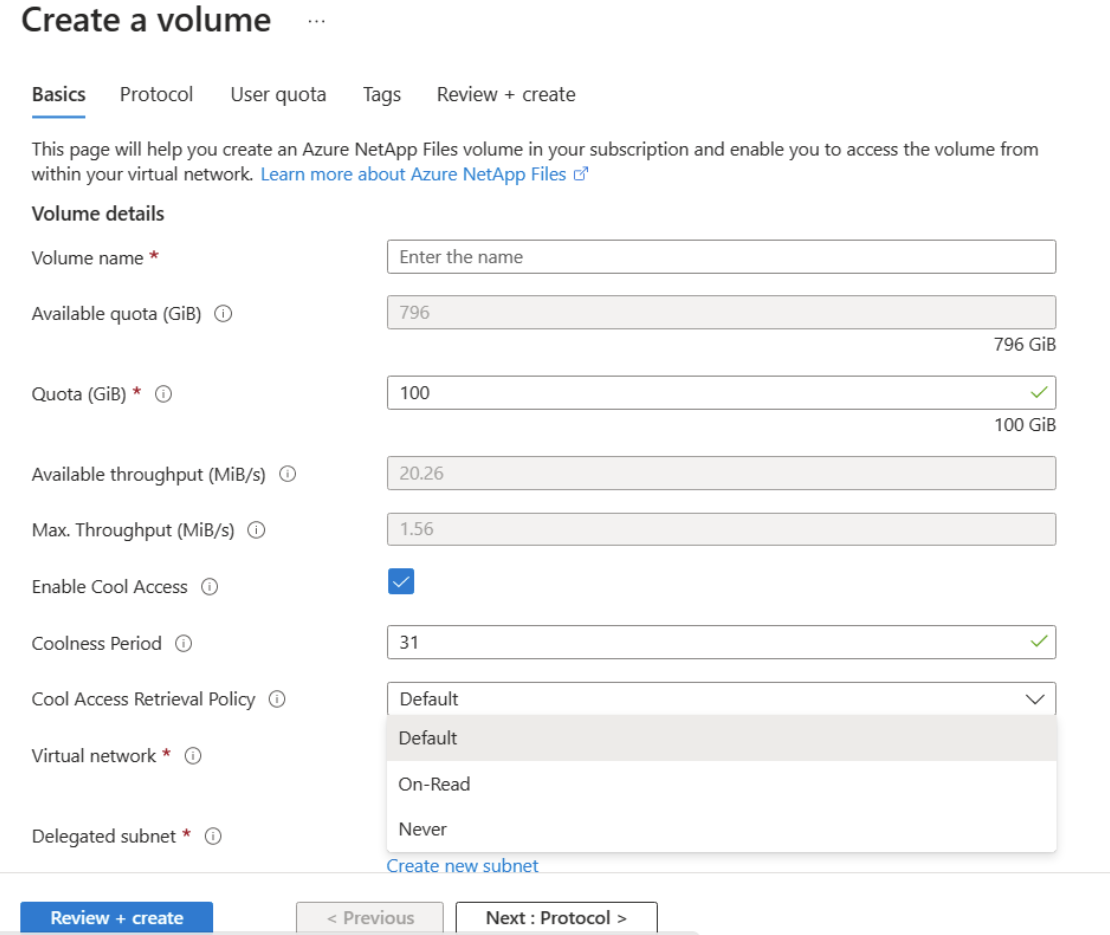 Create a volume ...
Basics Protocol User quota Tags Review + create
This page will help you create an Azure NetApp Files volume in your subscription and enable you to access the volume from
within your virtual network. Learn more about Azure NetApp Files
Volume details
Volume name * Enter the name
Available quota (GiB) 796
796 GiB
Quota (GiB) * 100
100 GiB
Available throughput (MiB/s) 20.26
Max. Throughput (MiB/s) 1.56
Enable Cool Access
Coolness Period 31
Cool Access Retrieval Policy Default
Default
Virtual network *
On-Read
Never
Delegated subnet *
Create new subnet
Review + create < Previous Next : Protocol >